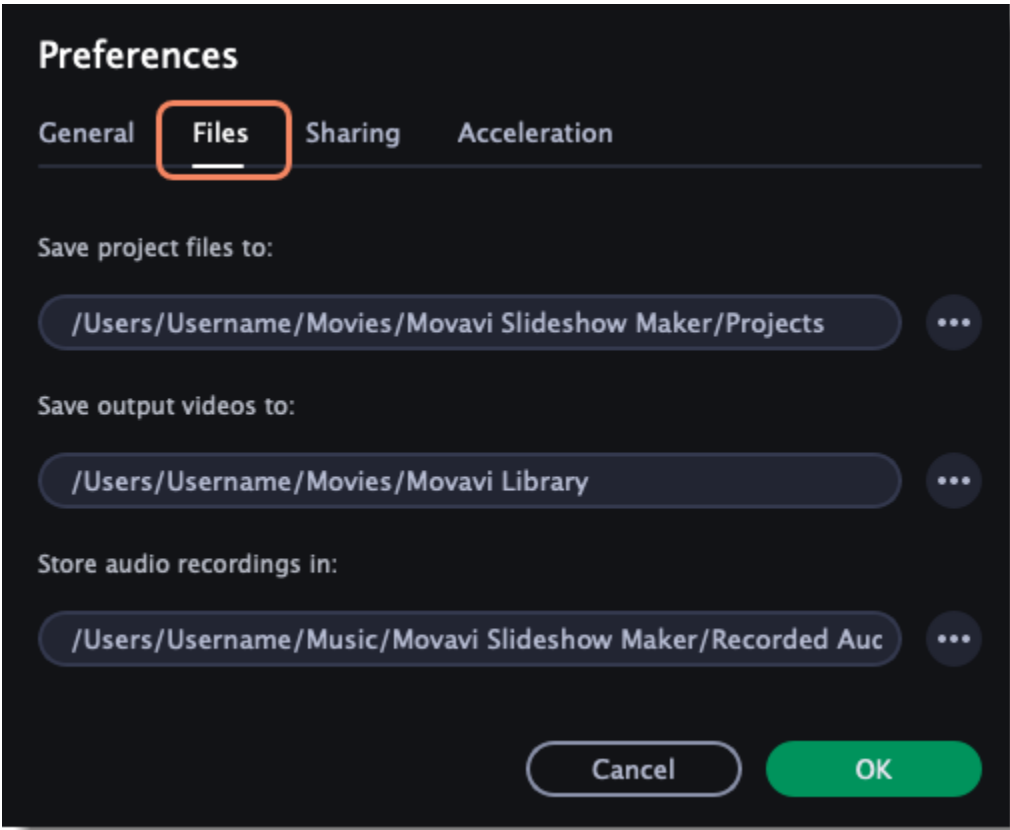 Preferences
General Files Sharing Acceleration
Save project files to:
/Users/Username/Movies/Movavi Slideshow Maker/Projects
Save output videos to:
/Users/Username/Movies/Movavi Library
Store audio recordings in:
/Users/Username/Music/Movavi Slideshow Maker/Recorded Auc
Cancel OK